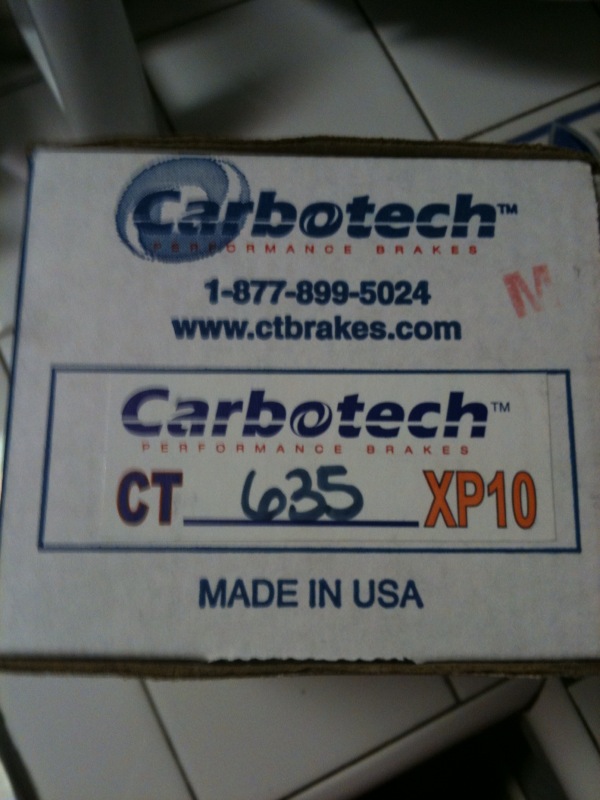 Carbotech™
PERFORMANCE BRAKES
1-877-899-5024
M
www.ctbrakes.com
Carbotech™
PERFORMANCE BRAKES
CT 635 XP10
MADE IN USA